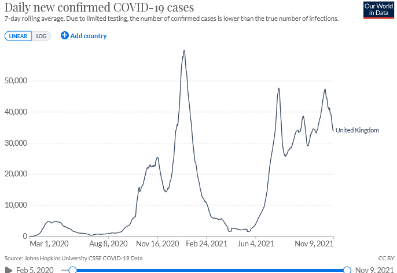 Daily new confirmed COVID-19 cases
Our World
in Data
7-day rolling average. Due to limited testing, the number of confirmed cases is lower than the true number of infections.
LINEAR
LOG
Add country
50,000
40,000
30,000
20,000
10,000
0
United Kingdom
Mar 1, 2020
Aug 8, 2020
Nov 16, 2020
Feb 24, 2021
Jun 4, 2021
Nov 9, 2021
Source: Johns Hopkins University CSSE COVID-19 Data
CC BY
Feb 5, 2020
Nov 9, 2021